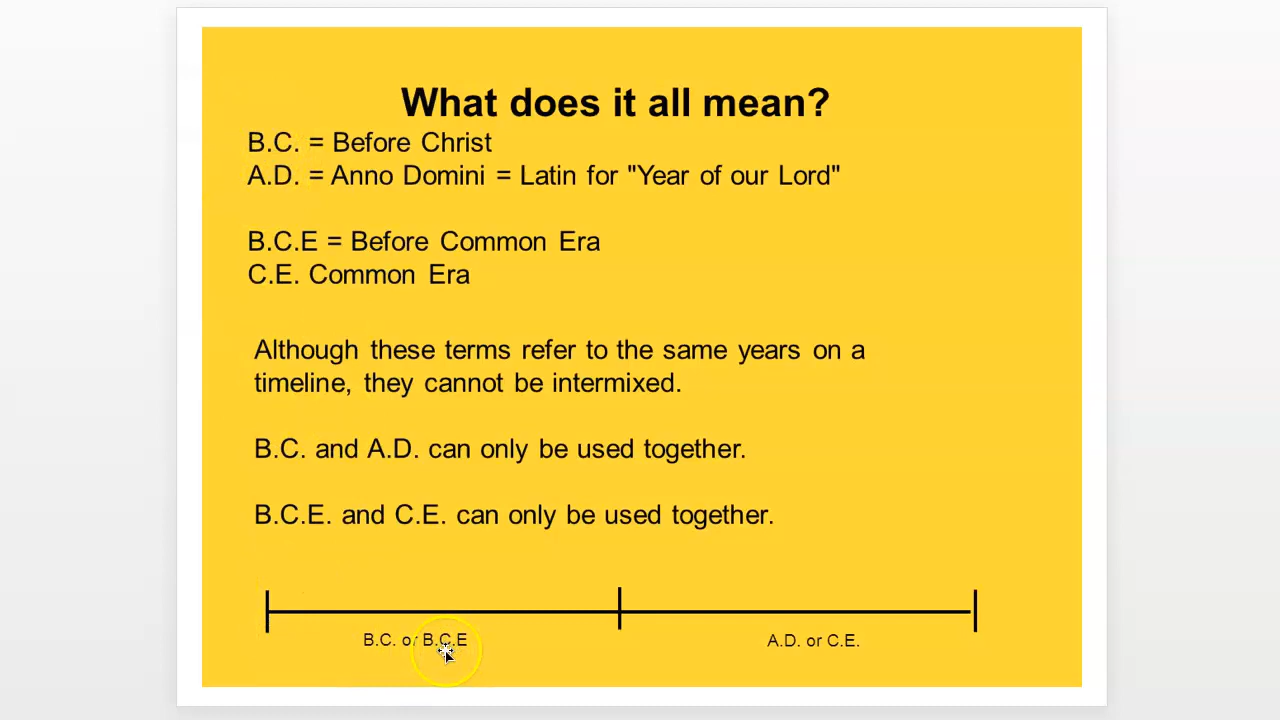 What does it all mean?
B.C. = Before Christ
A.D. = Anno Domini = Latin for "Year of our Lord"
B.C.E = Before Common Era
C.E. Common Era
Although these terms refer to the same years on a
timeline, they cannot be intermixed.
B.C. and A.D. can only be used together.
B.C.E. and C.E. can only be used together.
B.C. or B.C.E
A.D. or C.E.